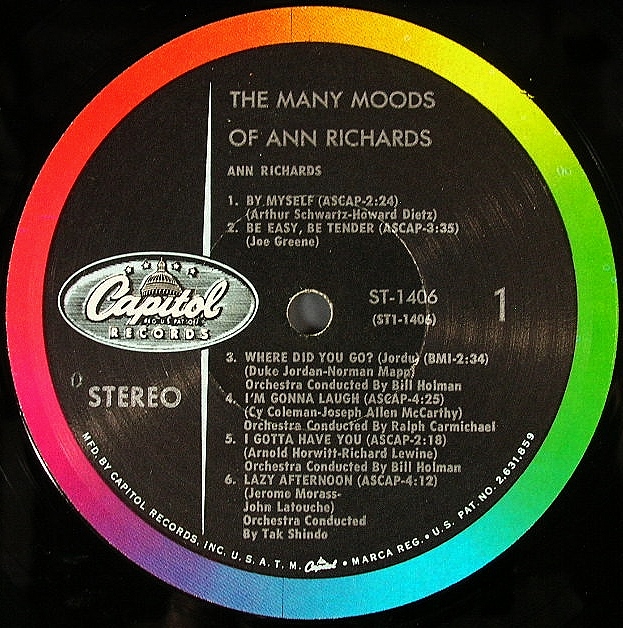 THE MANY MOODS
OF ANN RICHARDS
ANN RICHARDS
1. BY MYSELF (ASCAP-2:24)
(Arthur Schwartz-Howard Dietz)
2. BE EASY, BE TENDER (ASCAP-3:35)
(Joe Greene)
Capitol
REG. U.S. PAT. OFF.
RECORDS
ST-1406
(ST1-1406)
1
STEREO
3. WHERE DID YOU GO? (Jordu) (BMI-2:34)
(Duke Jordan-Norman Mapp)
Orchestra Conducted By Bill Holman
4. I'M GONNA LAUGH (ASCAP-4:25)
(Cy Coleman-Joseph Allen McCarthy)
Orchestra Conducted By Ralph Carmichael
5. I GOTTA HAVE YOU (ASCAP-2:18)
(Arnold Horwitt-Richard Lewine)
Orchestra Conducted By Bill Holman
6. LAZY AFTERNOON (ASCAP-4:12)
(Jerome Morass-
John Latouche)
Orchestra Conducted
By Tak Shindo
MFD. BY CAPITOL RECORDS, INC. U. S. A. T. M. Capitol • MARCA REG. • U.S. PAT. NO. 2,631,859